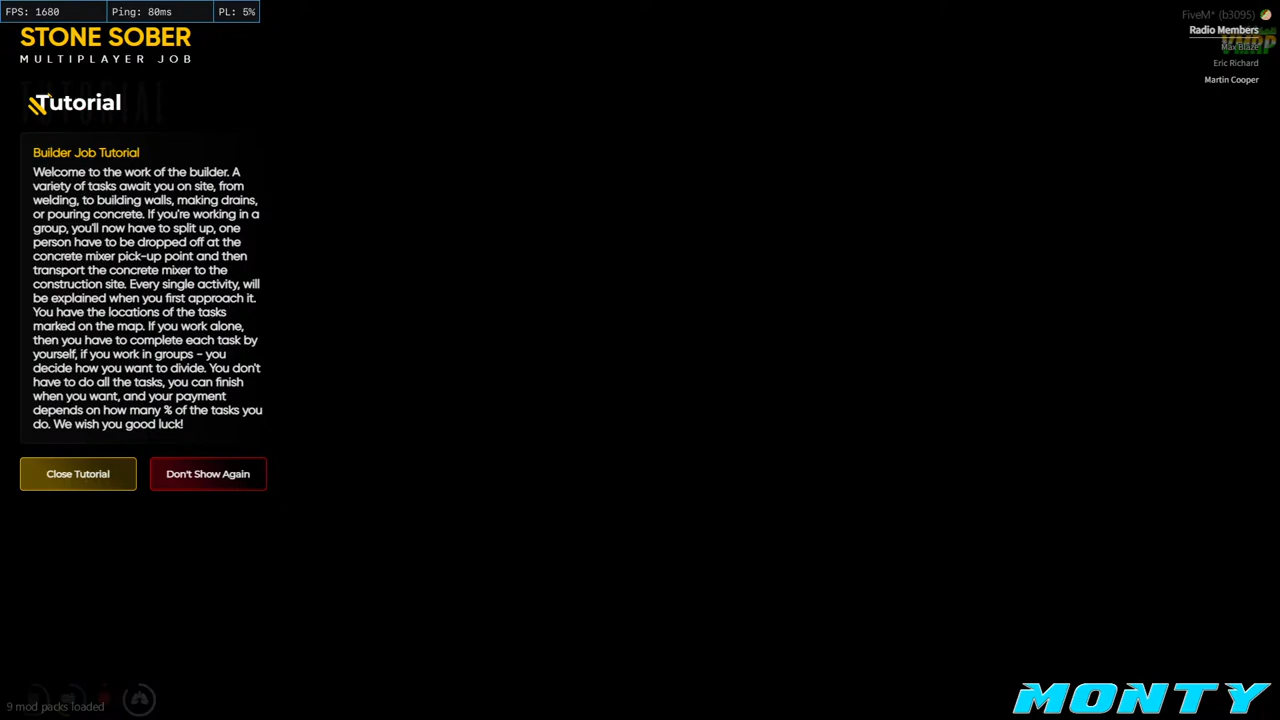 FPS: 1680
Ping: 80ms
PL: 5%
STONE SOBER
MULTIPLAYER JOB
TUTORIAL
Tutorial
Builder Job Tutorial
Welcome to the work of the builder. A
variety of tasks await you on site, from
welding, to building walls, making drains,
or pouring concrete. If you're working in a
group, you'll now have to split up, one
person have to be dropped off at the
concrete mixer pick-up point and then
transport the concrete mixer to the
construction site. Every single activity, will
be explained when you first approach it.
You have the locations of the tasks
marked on the map. If you work alone,
then you have to complete each task by
yourself, if you work in groups - you
decide how you want to divide. You don't
have to do all the tasks, you can finish
when you want, and your payment
depends on how many % of the tasks you
do. We wish you good luck!
Close Tutorial
Don't Show Again
FiveM* (b3095)
Radio Members
Max Blaze
Eric Richard
Martin Cooper
9 mod packs loaded
MONTY